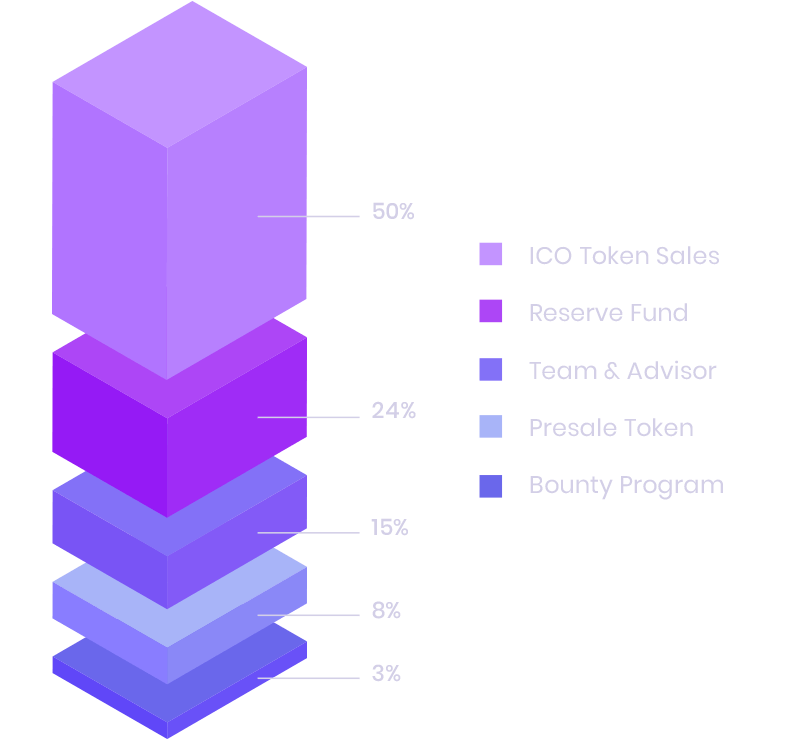 50%
24%
15%
8%
3%
ICO Token Sales
Reserve Fund
Team & Advisor
Presale Token
Bounty Program